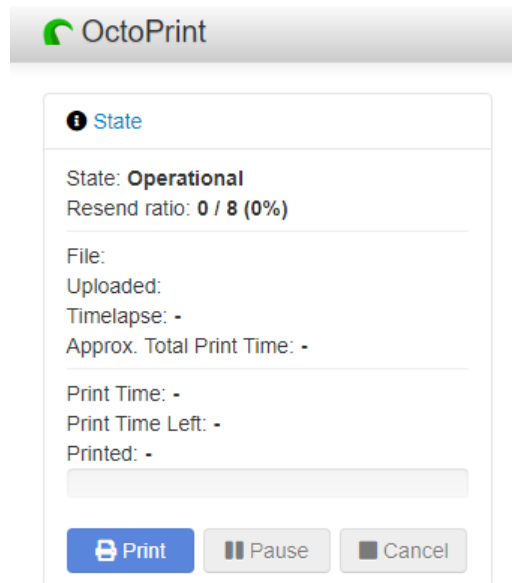 OctoPrint
State
State: Operational
Resend ratio: 0 / 8 (0%)
File:
Uploaded:
Timelapse: -
Approx. Total Print Time: -
Print Time: -
Print Time Left: -
Printed: -
Print Pause Cancel